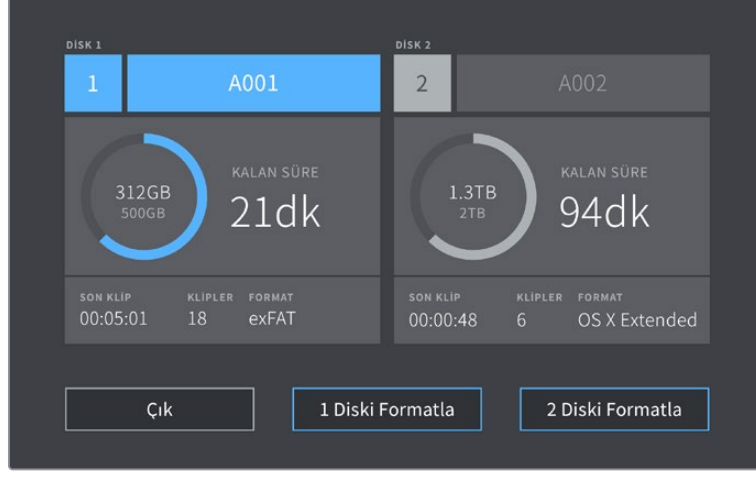 DİSK 1
1
A001
312GB
500GB
KALAN SÜRE
21dk
SON KLİP
KLİPLER
FORMAT
00:05:01
18
exFAT
DİSK 2
2
A002
1.3TB
2TB
KALAN SÜRE
94dk
SON KLİP
KLİPLER
FORMAT
00:00:48
6
OS X Extended
Çık
1 Diski Formatla
2 Diski Formatla